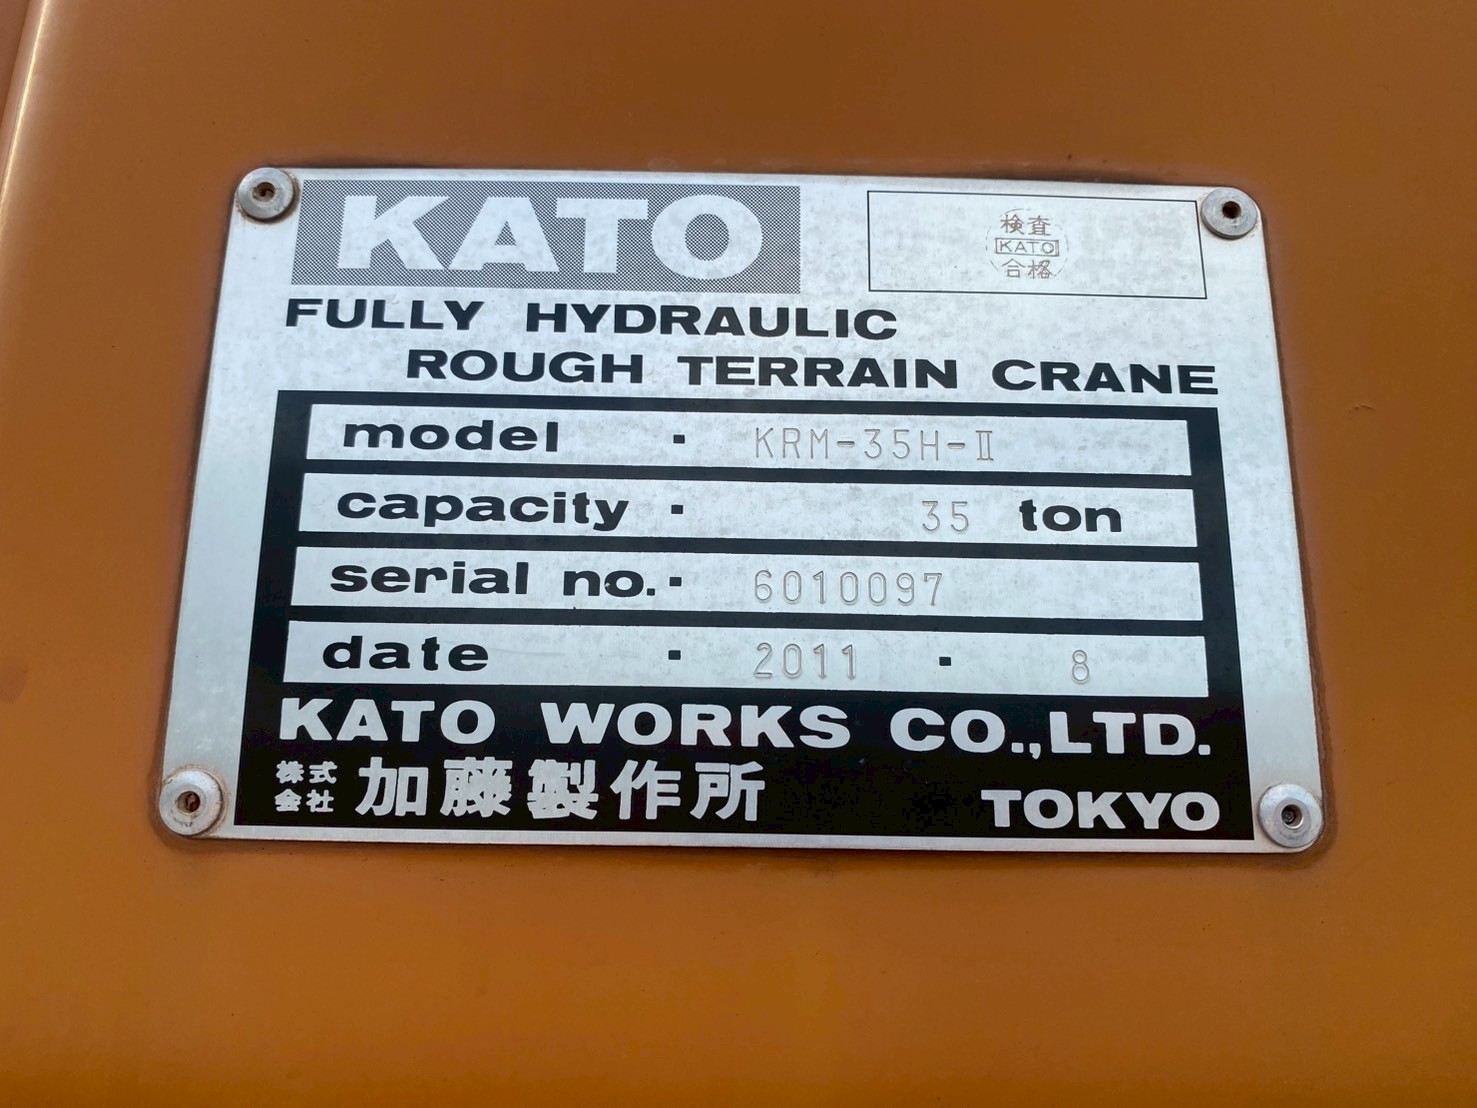 KATO
検査
KATO
合格
FULLY HYDRAULIC
ROUGH TERRAIN CRANE
model · KRM-35H-Ⅱ
capacity · 35 ton
serial no. · 6010097
date · 2011 · 8
KATO WORKS CO.,LTD.
株式会社 加藤製作所 TOKYO